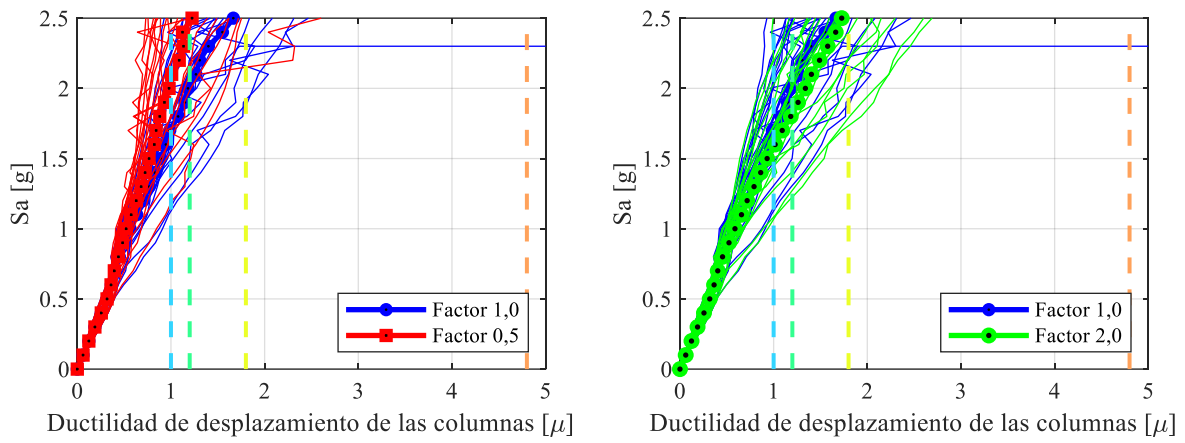 2.5
2
1.5
1
0.5
0
Sa [g]
0 1 2 3 4 5
Ductilidad de desplazamiento de las columnas [μ]
Factor 1,0
Factor 0,5
2.5
2
1.5
1
0.5
0
Sa [g]
0 1 2 3 4 5
Ductilidad de desplazamiento de las columnas [μ]
Factor 1,0
Factor 2,0